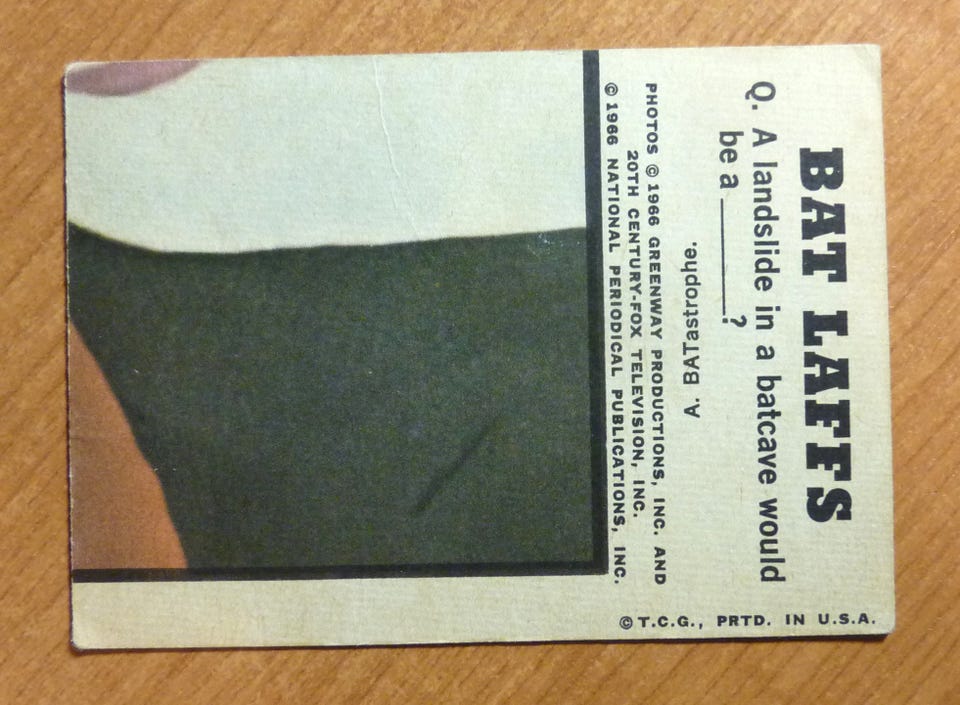 BAT LAFFS
Q. A landslide in a batcave would
be a ________?
A. BATastrophe.
PHOTOS © 1966 GREENWAY PRODUCTIONS, INC. AND
20TH CENTURY-FOX TELEVISION, INC.
© 1966 NATIONAL PERIODICAL PUBLICATIONS, INC.
© T.C.G., PRTD. IN U.S.A.